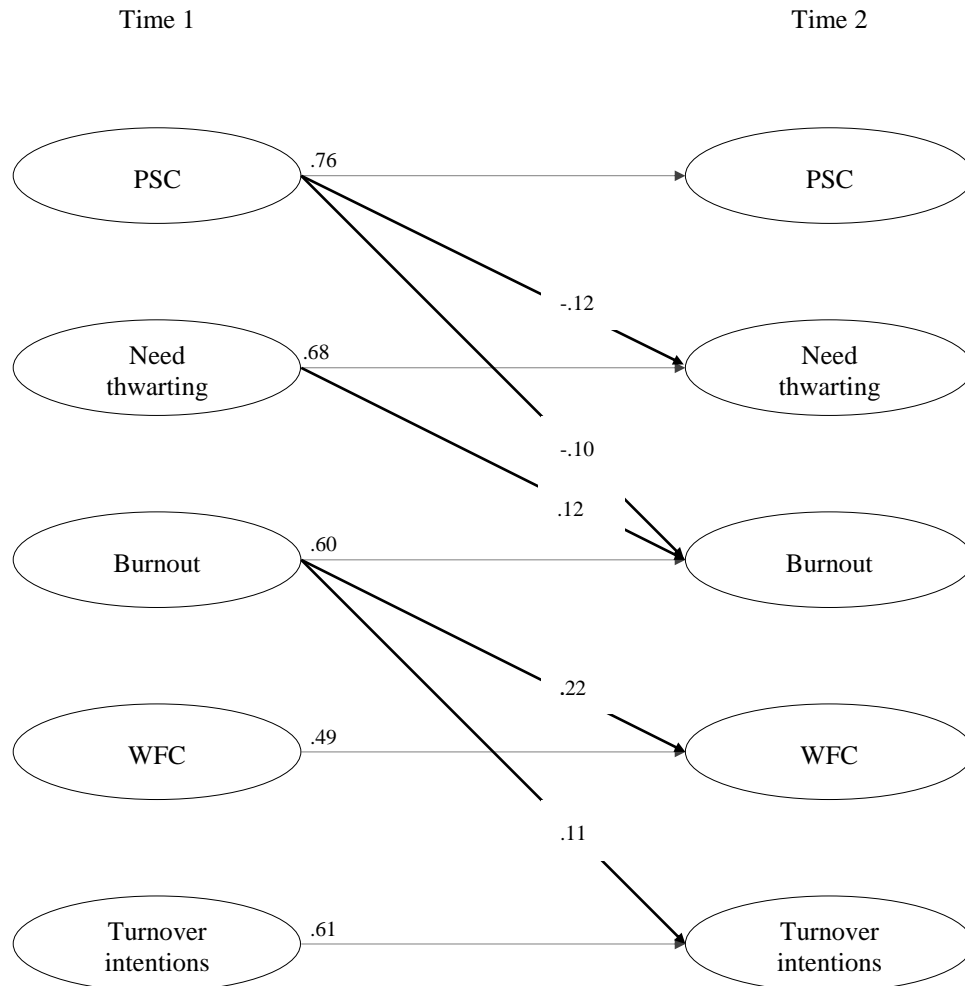 Time 1
Time 2
.76
PSC
PSC
-.12
.68
Need
thwarting
Need
thwarting
-.10
.12
.60
Burnout
Burnout
.22
.49
WFC
WFC
.11
.61
Turnover
intentions
Turnover
intentions